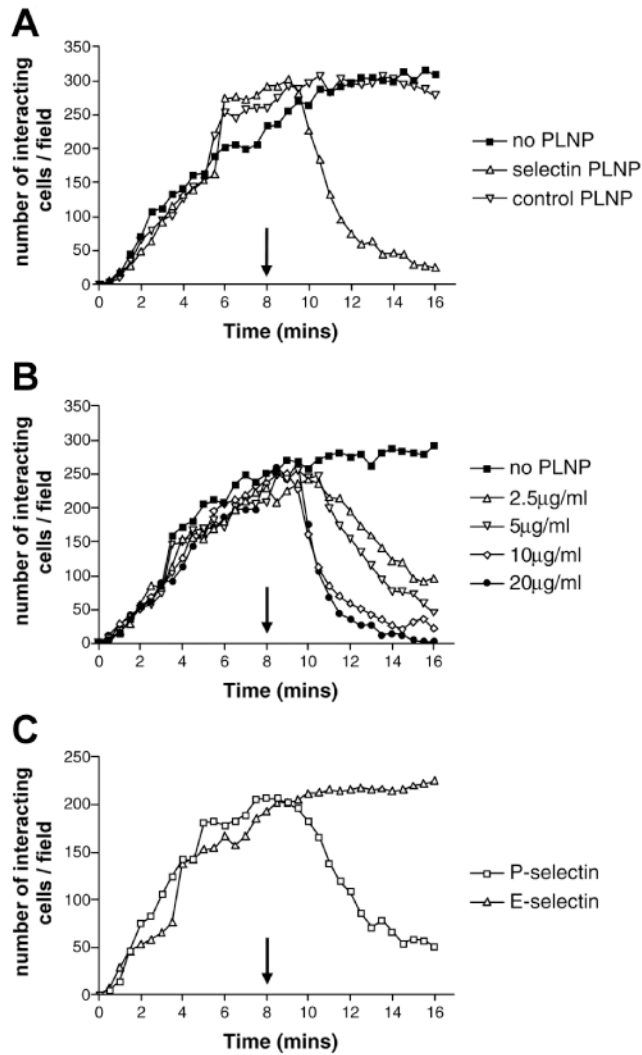 A
350
300
250
200
150
100
50
0
number of interacting
cells / field
0 2 4 6 8 10 12 14 16
Time (mins)
no PLNP
selectin PLNP
control PLNP
B
350
300
250
200
150
100
50
0
number of interacting
cells / field
0 2 4 6 8 10 12 14 16
Time (mins)
no PLNP
2.5µg/ml
5µg/ml
10µg/ml
20µg/ml
C
250
200
150
100
50
0
number of interacting
cells / field
0 2 4 6 8 10 12 14 16
Time (mins)
P-selectin
E-selectin